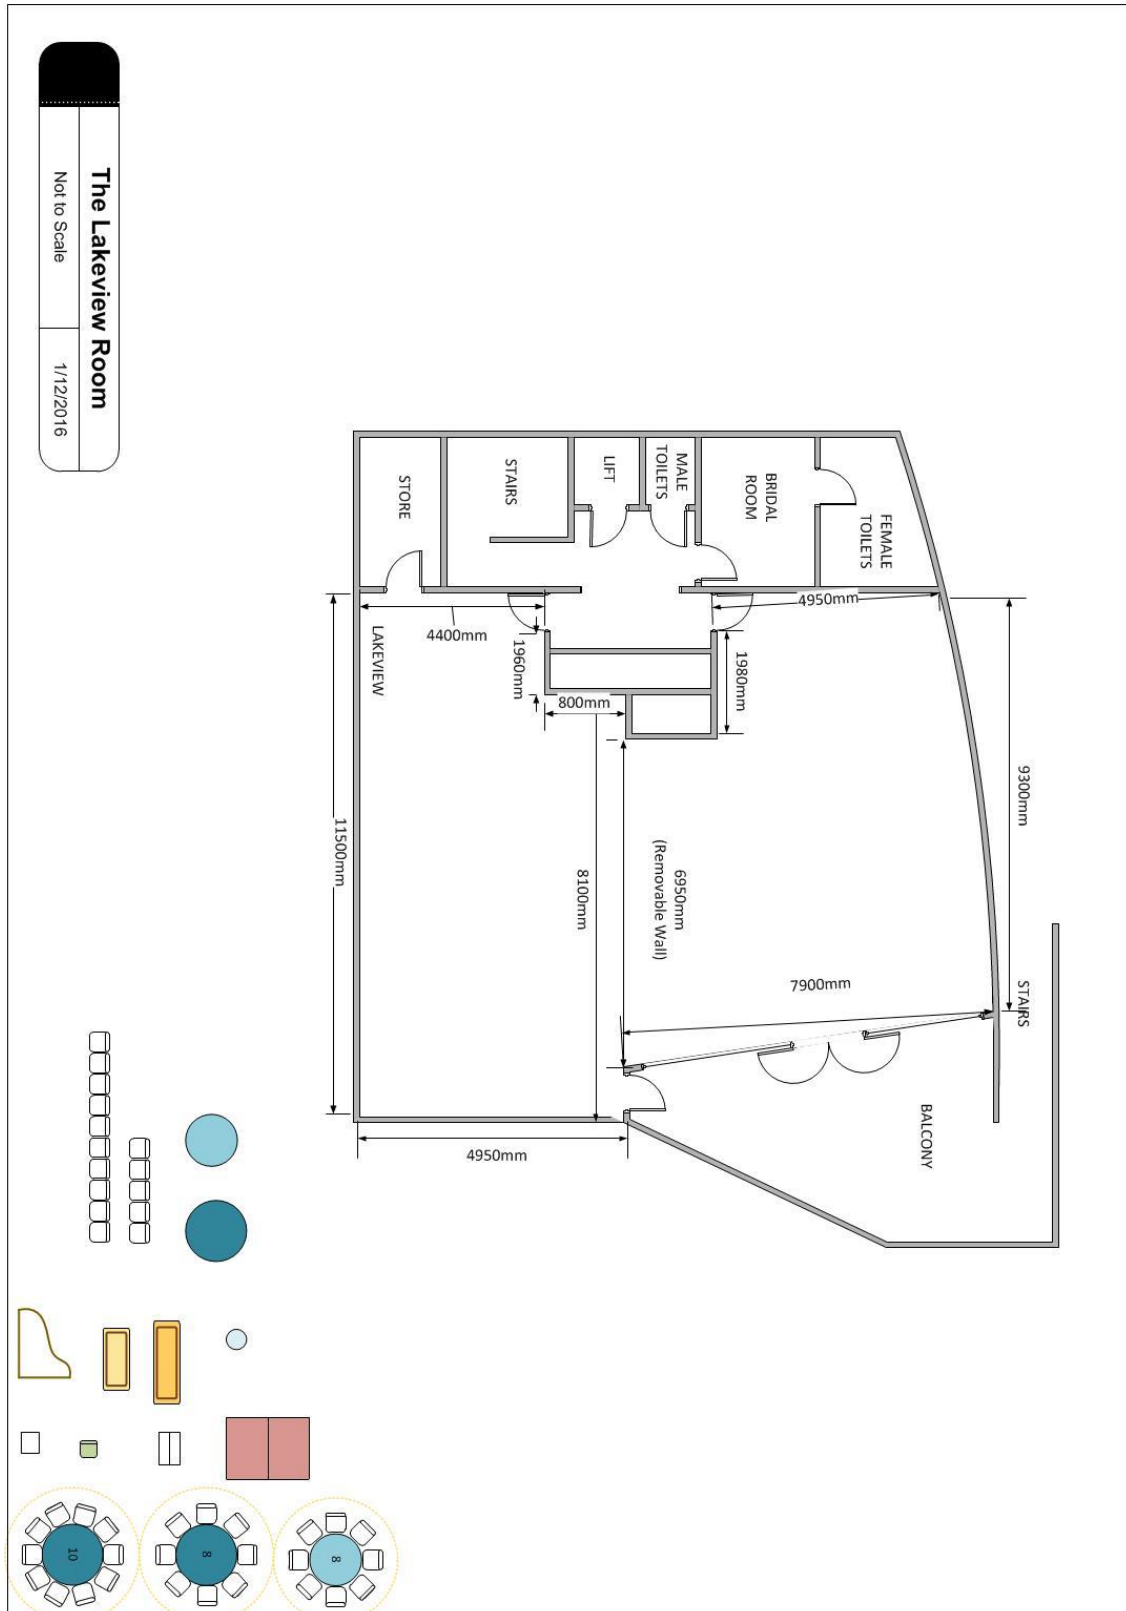 The Lakeview Room
Not to Scale
1/12/2016
FEMALE
TOILETS
BRIDAL
ROOM
MALE
TOILETS
LIFT
STAIRS
STORE
4950mm
4400mm
LAKEVIEW
1960mm
1980mm
800mm
9300mm
11500mm
8100mm
6950mm
(Removable Wall)
7900mm
STAIRS
BALCONY
4950mm
10
8
8